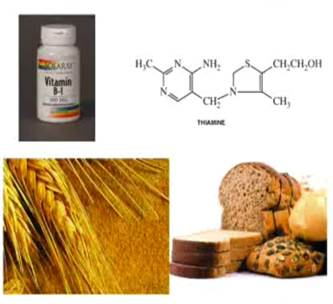 Vitamin
B-1
H₃C N NH₂ S CH₂CH₂OH
N CH₂ N CH₃
THIAMINE